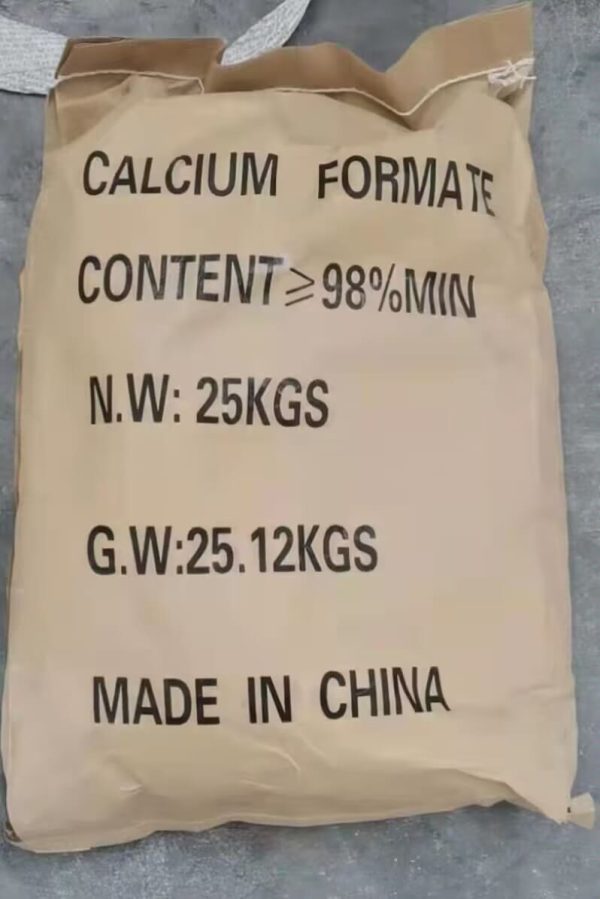 CALCIUM FORMATE
CONTENT≥98%MIN
N.W: 25KGS
G.W:25.12KGS
MADE IN CHINA